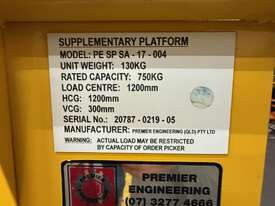 SUPPLEMENTARY PLATFORM
MODEL: PE SP SA - 17 - 004
UNIT WEIGHT: 130KG
RATED CAPACITY: 750KG
LOAD CENTRE: 1200mm
HCG: 1200mm
VCG: 300mm
SERIAL No.: 20787 - 0219 - 05
MANUFACTURER: PREMIER ENGINEERING (QLD) PTY LTD
WARNING: ACTUAL LOAD MAY BE RESTRICTED
BY CAPACITY OF ORDER PICKER
PREMIER
ENGINEERING
(07) 3277 4666